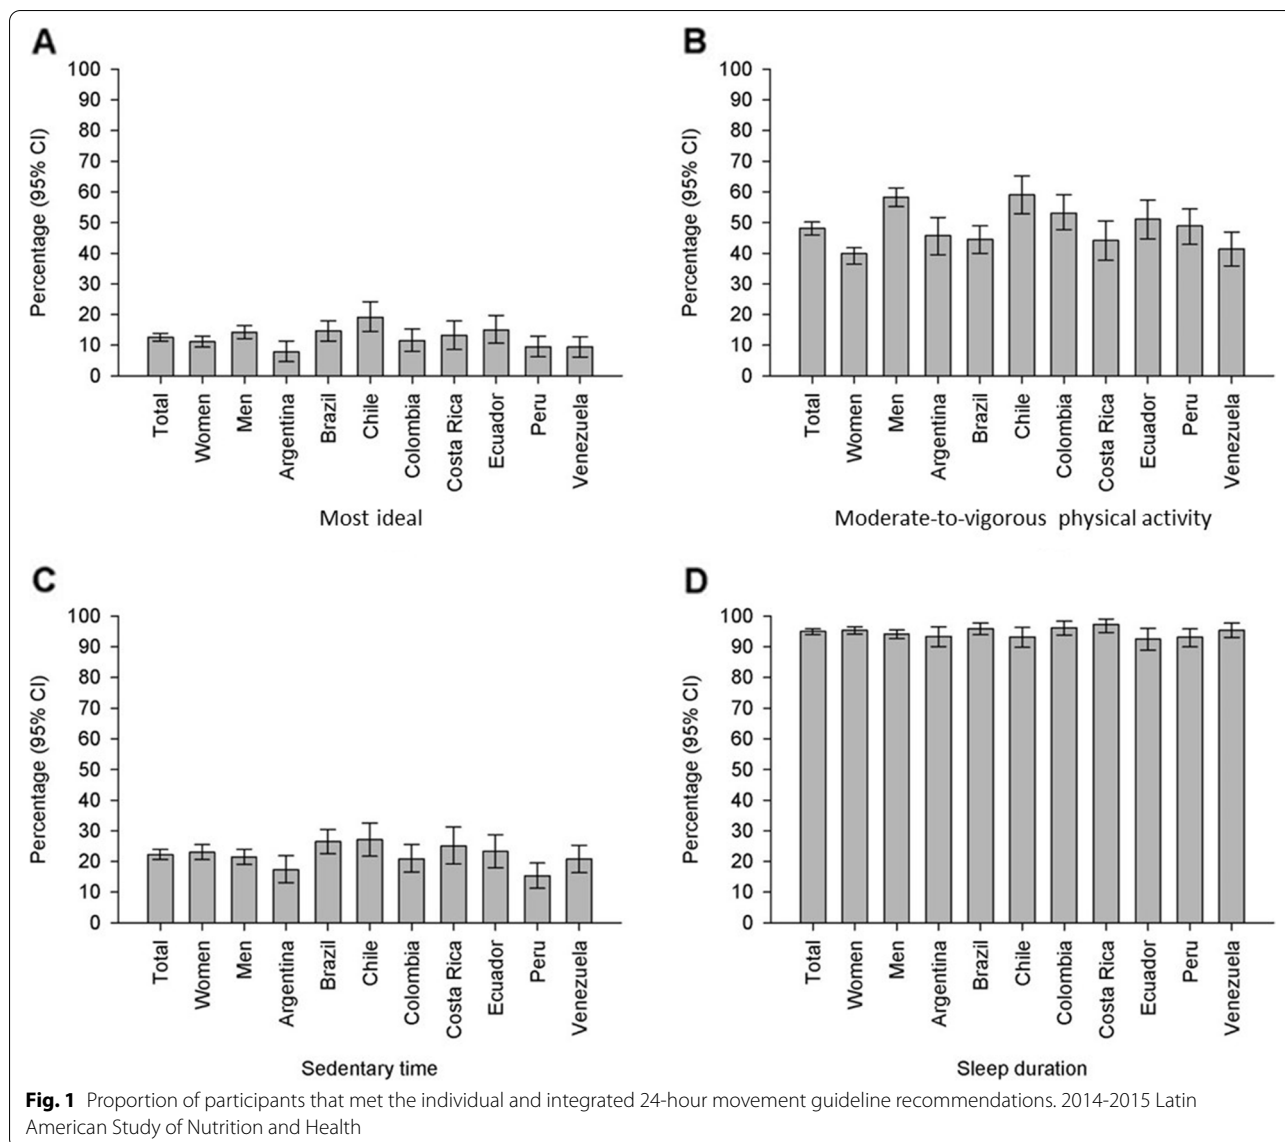 A
Percentage (95% CI)
100
90
80
70
60
50
40
30
20
10
0
Total
Women
Men
Argentina
Brazil
Chile
Colombia
Costa Rica
Ecuador
Peru
Venezuela
Most ideal
B
Percentage (95% CI)
100
90
80
70
60
50
40
30
20
10
0
Total
Women
Men
Argentina
Brazil
Chile
Colombia
Costa Rica
Ecuador
Peru
Venezuela
Moderate-to-vigorous physical activity
C
Percentage (95% CI)
100
90
80
70
60
50
40
30
20
10
0
Total
Women
Men
Argentina
Brazil
Chile
Colombia
Costa Rica
Ecuador
Peru
Venezuela
Sedentary time
D
Percentage (95% CI)
100
90
80
70
60
50
40
30
20
10
0
Total
Women
Men
Argentina
Brazil
Chile
Colombia
Costa Rica
Ecuador
Peru
Venezuela
Sleep duration
Fig. 1 Proportion of participants that met the individual and integrated 24-hour movement guideline recommendations. 2014-2015 Latin
American Study of Nutrition and Health